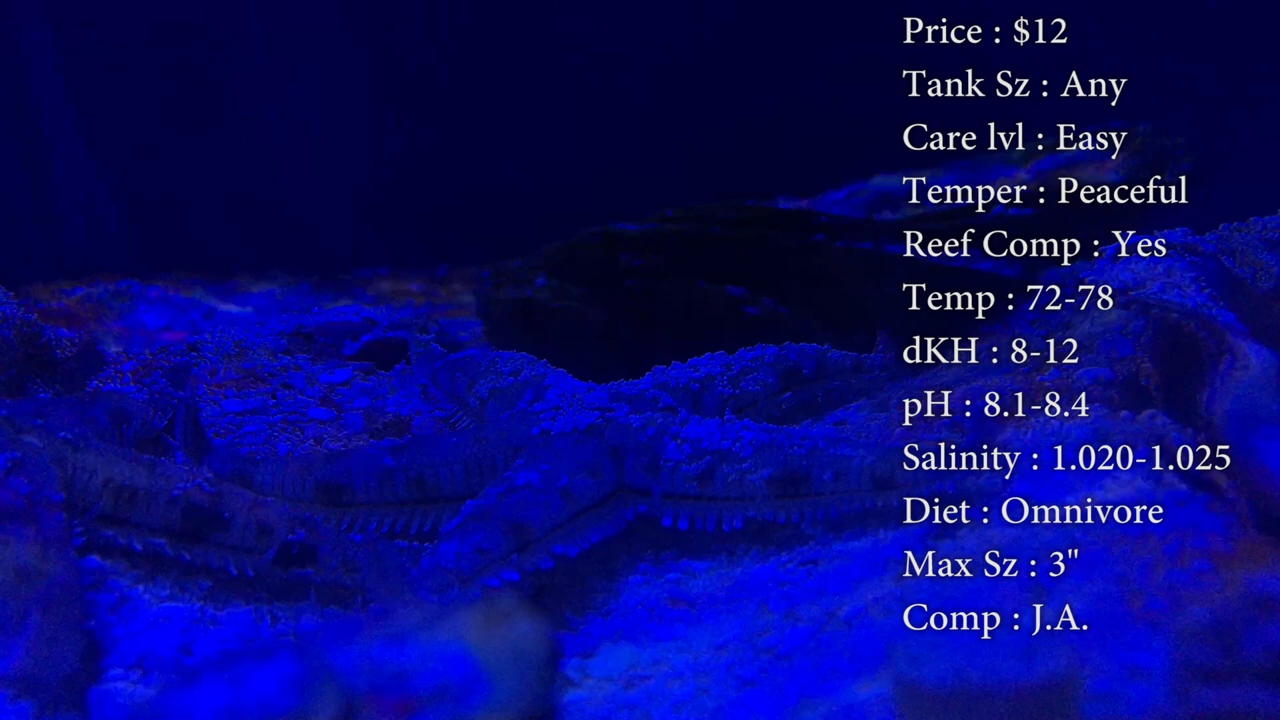 Price : $12
Tank Sz : Any
Care lvl : Easy
Temper : Peaceful
Reef Comp : Yes
Temp : 72-78
dKH : 8-12
pH : 8.1-8.4
Salinity : 1.020-1.025
Diet : Omnivore
Max Sz : 3"
Comp : J.A.